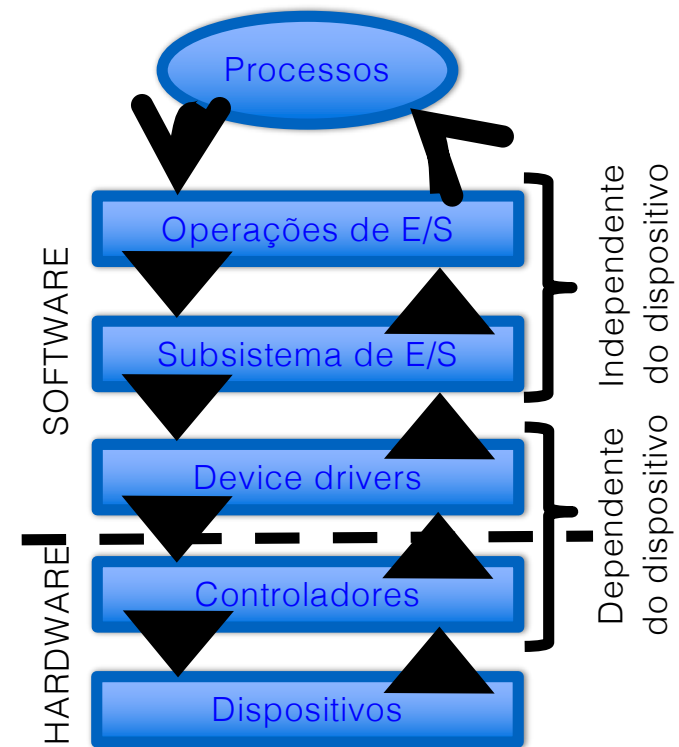 Processos
Operações de E/S
Subsistema de E/S
Device drivers
Controladores
Dispositivos
SOFTWARE
HARDWARE
Independente
do dispositivo
Dependente
do dispositivo